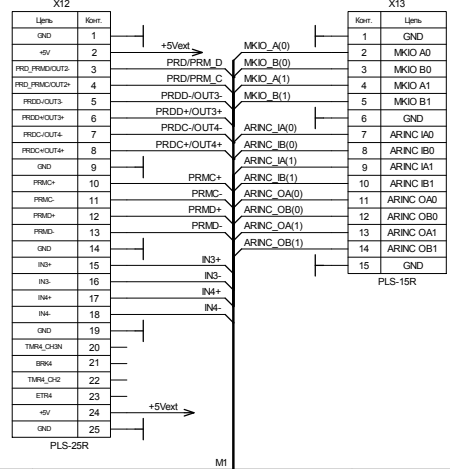 X12
Цепь Конт.
GND 1
+5V 2 +5Vext
PRD_PRMD/OUT2- 3 PRD/PRM_D
PRD_PRMC/OUT2+ 4 PRD/PRM_C
PRDD-/OUT3- 5 PRDD-/OUT3-
PRDD+/OUT3+ 6 PRDD+/OUT3+
PRDC-/OUT4- 7 PRDC-/OUT4-
PRDC+/OUT4+ 8 PRDC+/OUT4+
GND 9
PRMC+ 10 PRMC+
PRMC- 11 PRMC-
PRMD+ 12 PRMD+
PRMD- 13 PRMD-
GND 14
IN3+ 15 IN3+
IN3- 16 IN3-
IN4+ 17 IN4+
IN4- 18 IN4-
GND 19
TMR4_CH3N 20
BRK4 21
TMR4_CH2 22
ETR4 23
+5V 24 +5Vext
GND 25
PLS-25R
M1
X13
Конт. Цепь
1 GND
MKIO_A(0) 2 MKIO A0
MKIO_B(0) 3 MKIO B0
MKIO_A(1) 4 MKIO A1
MKIO_B(1) 5 MKIO B1
6 GND
ARINC_IA(0) 7 ARINC IA0
ARINC_IB(0) 8 ARINC IB0
ARINC_IA(1) 9 ARINC IA1
ARINC_IB(1) 10 ARINC IB1
ARINC_OA(0) 11 ARINC OA0
ARINC_OB(0) 12 ARINC OB0
ARINC_OA(1) 13 ARINC OA1
ARINC_OB(1) 14 ARINC OB1
15 GND
PLS-15R